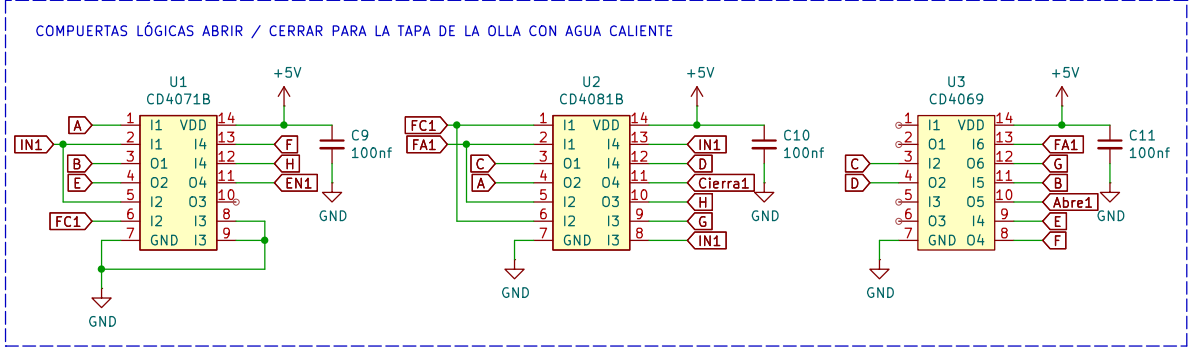 COMPUERTAS LÓGICAS ABRIR / CERRAR PARA LA TAPA DE LA OLLA CON AGUA CALIENTE
U1
CD4071B
+5V
A 1 I1 VDD 14
IN1 2 I1 I4 13 F
B 3 O1 I4 12 H
E 4 O2 O4 11 EN1
5 I2 O3 10
FC1 6 I2 I3 8
7 GND I3 9
C9
100nf
GND
GND
U2
CD4081B
+5V
FC1 1 I1 VDD 14
FA1 2 I1 I4 13 IN1
C 3 O1 I4 12 D
A 4 O2 O4 11 Cierra1
5 I2 O3 10 H
6 I2 I3 9 G
7 GND I3 8 IN1
C10
100nf
GND
GND
U3
CD4069
+5V
1 I1 VDD 14
2 O1 I6 13 FA1
C 3 I2 O6 12 G
D 4 O2 I5 11 B
5 I3 O5 10 Abre1
6 O3 I4 9 E
7 GND O4 8 F
C11
100nf
GND
GND